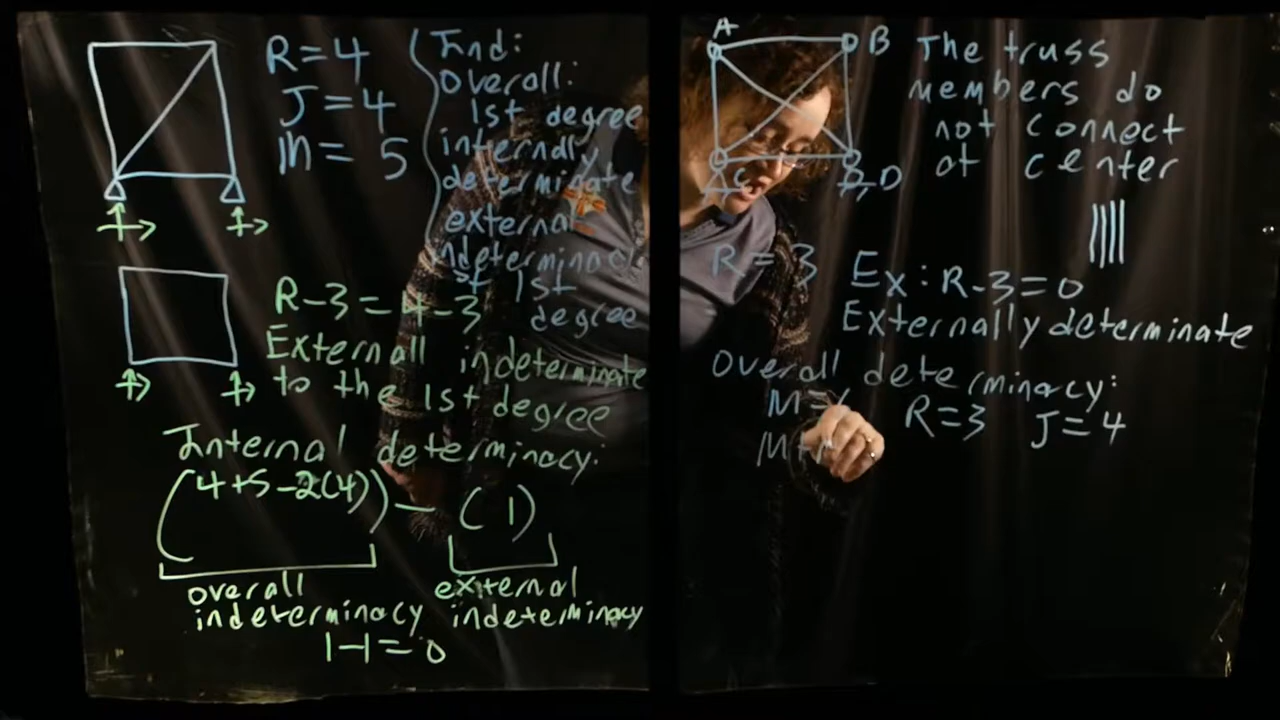 R=4
J=4
m= 5
Find:
overall:
1st degree
internally
determinate
external
indeterminacy
of 1st
degree
R-3 = 4-3
Externall indeterminate
to the 1st degree
Internal determinacy:
(4+5-2(4)) - (1)
overall
indeterminacy
external
indeterminacy
1-1=0
A
B
C
D
The truss
members do
not connect
at center
R=3
Ex: R-3=0
Externally determinate
Overall determinacy:
M=
R=3
J=4
M+